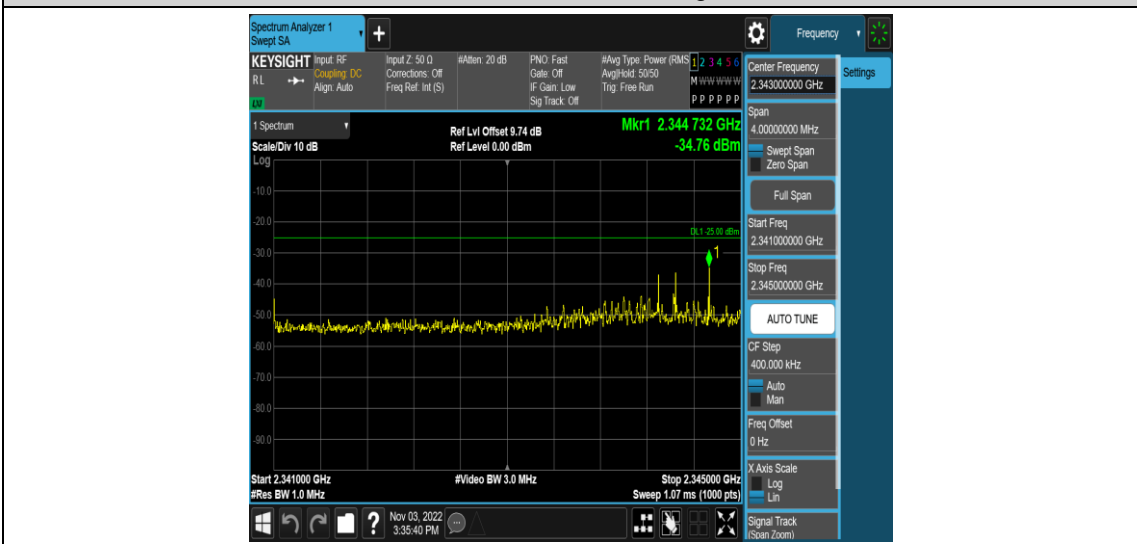 Spectrum Analyzer 1
Swept SA
+
Frequency
KEYSIGHT
RL
LXI
Input: RF
Coupling: DC
Align: Auto
Input Z: 50 Ω
Corrections: Off
Freq Ref: Int (S)
#Atten: 20 dB
PNO: Fast
Gate: Off
IF Gain: Low
Sig Track: Off
#Avg Type: Power (RMS
Avg|Hold: 50/50
Trig: Free Run
1 2 3 4 5 6
M W W W W W
P P P P P P
1 Spectrum
Scale/Div 10 dB
Log
Ref Lvl Offset 9.74 dB
Ref Level 0.00 dBm
Mkr1 2.344 732 GHz
-34.76 dBm
-10.0
-20.0
DL1 -25.00 dBm
1
-30.0
-40.0
-50.0
-60.0
-70.0
-80.0
-90.0
Start 2.341000 GHz
#Res BW 1.0 MHz
#Video BW 3.0 MHz
Stop 2.345000 GHz
Sweep 1.07 ms (1000 pts)
?
Nov 03, 2022
3:35:40 PM
Center Frequency
2.343000000 GHz
Settings
Span
4.00000000 MHz
Swept Span
Zero Span
Full Span
Start Freq
2.341000000 GHz
Stop Freq
2.345000000 GHz
AUTO TUNE
CF Step
400.000 kHz
Auto
Man
Freq Offset
0 Hz
X Axis Scale
Log
Lin
Signal Track
(Span Zoom)